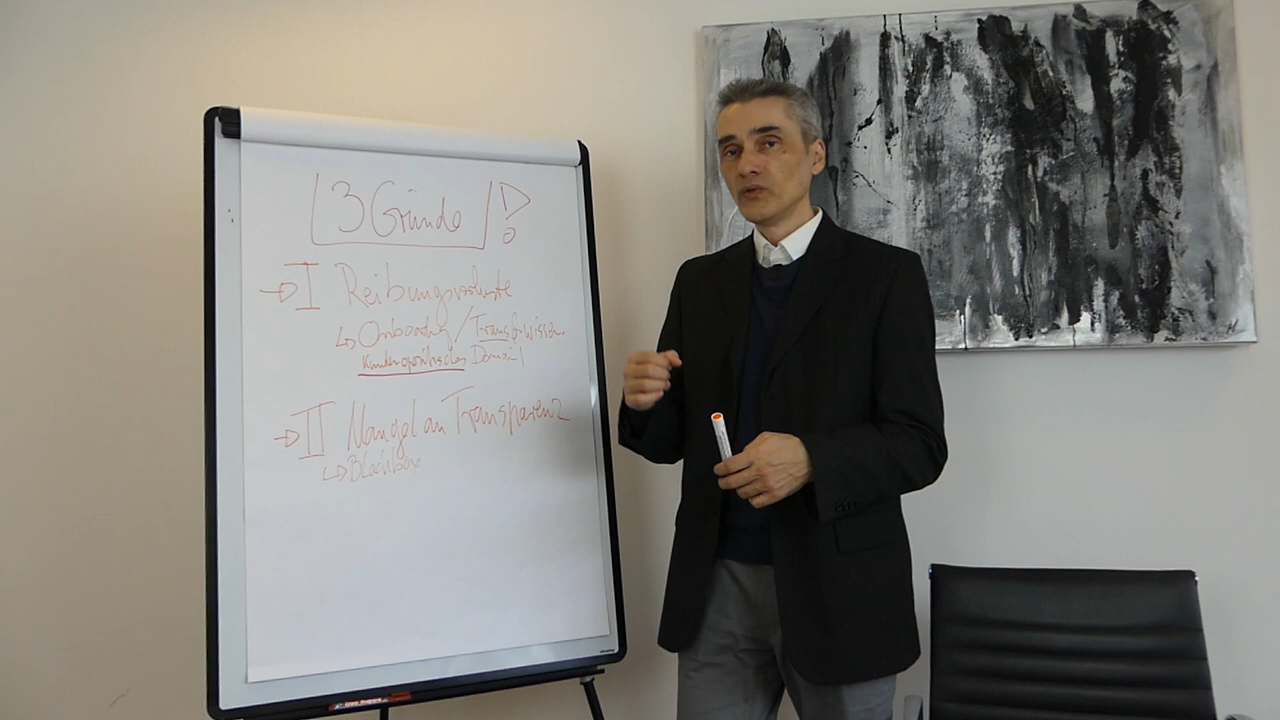 3 Gründe !
I Reibungsverluste
Onboarding / Transferwissen
Kundenspezifisches Domain
II Mangel an Transparenz
Blackbox